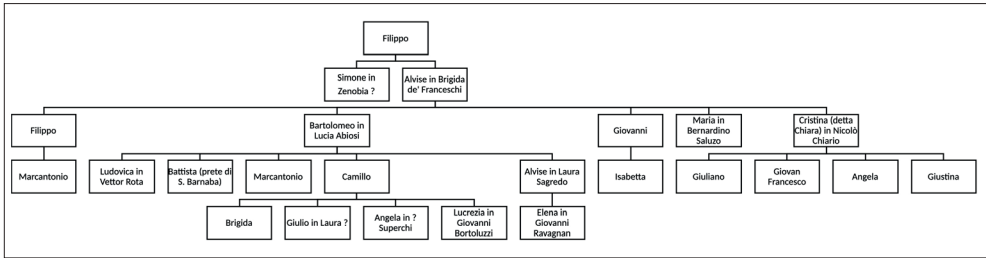 Filippo
Simone in
Zenobia ?
Alvise in Brigida
de' Franceschi
Filippo
Bartolomeo in
Lucia Abiosi
Giovanni
Maria in
Bernardino
Saluzo
Cristina (detta
Chiara) in Nicolò
Chiario
Marcantonio
Ludovica in
Vettor Rota
Battista (prete di
S. Barnaba)
Marcantonio
Camillo
Alvise in Laura
Sagredo
Isabetta
Giuliano
Giovan
Francesco
Angela
Giustina
Brigida
Giulio in Laura ?
Angela in ?
Superchi
Lucrezia in
Giovanni
Bortoluzzi
Elena in
Giovanni
Ravagnan